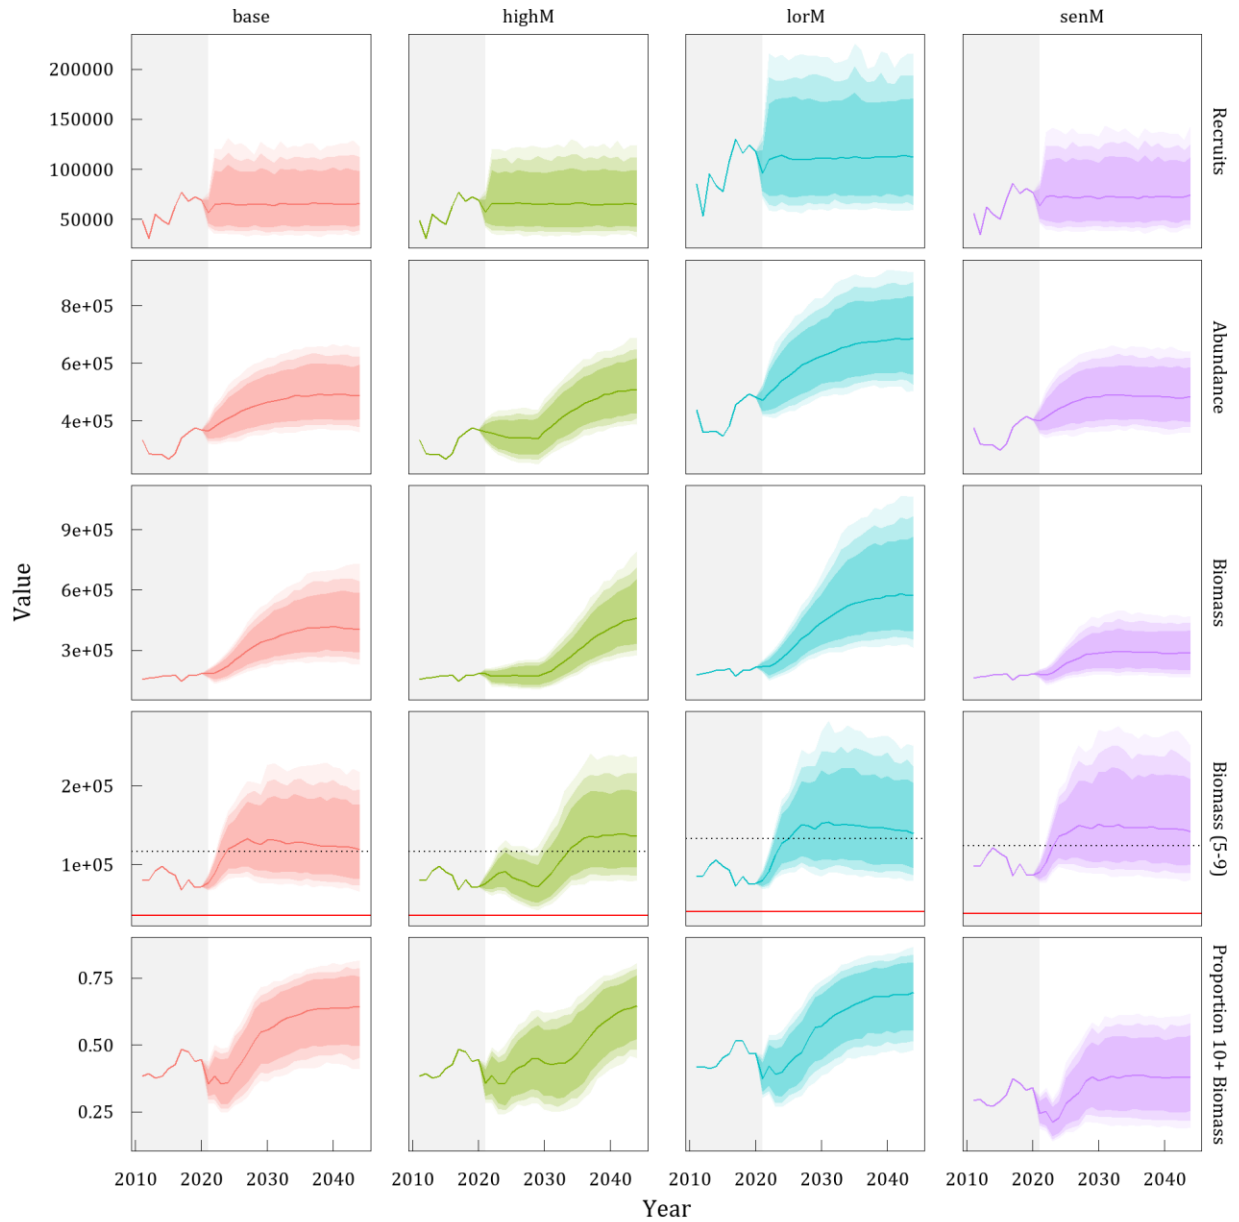 base highM lorM senM
200000
150000
100000
50000
Recruits
8e+05
6e+05
4e+05
Abundance
9e+05
6e+05
3e+05
Biomass
Value
2e+05
1e+05
Biomass (5-9)
0.75
0.50
0.25
Proportion 10+ Biomass
2010 2020 2030 2040 2010 2020 2030 2040 2010 2020 2030 2040 2010 2020 2030 2040
Year